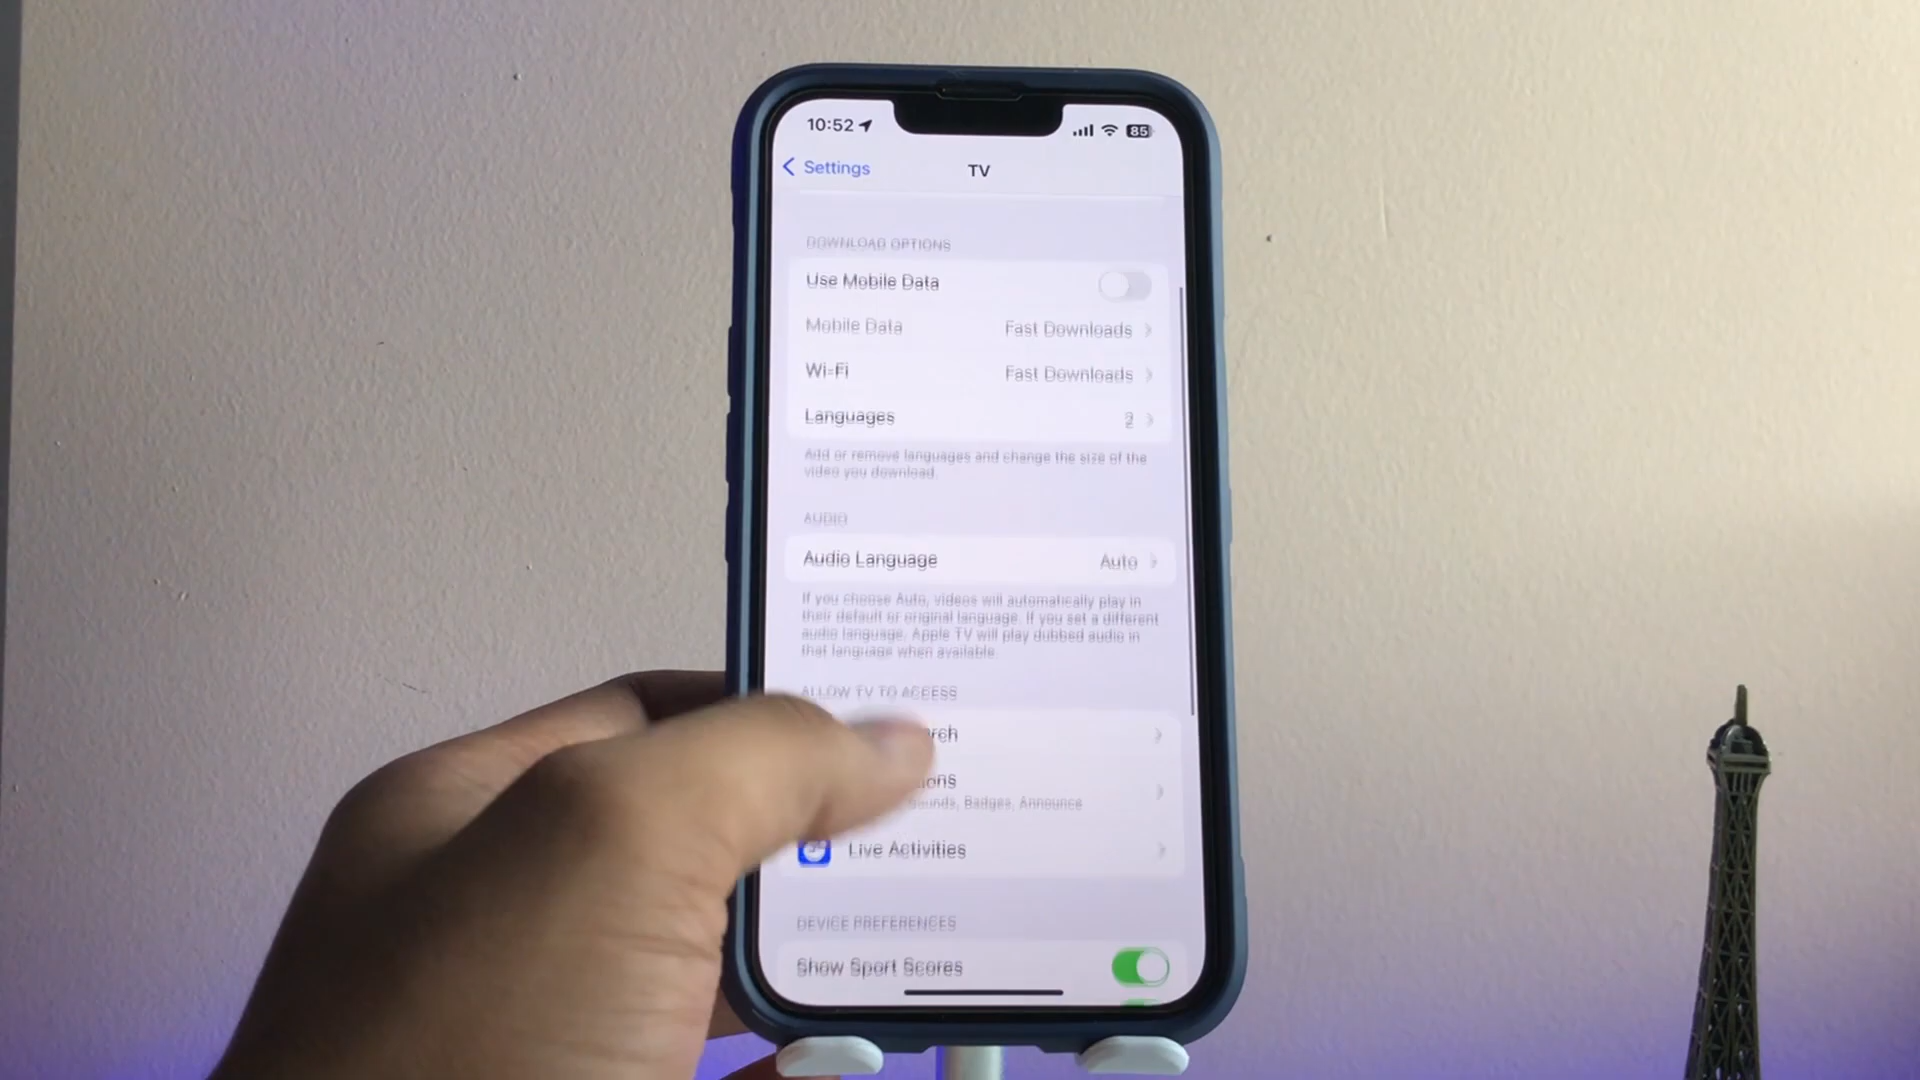 10:52
85
Settings
TV
DOWNLOAD OPTIONS
Use Mobile Data
Mobile Data Fast Downloads
Wi-Fi Fast Downloads
Languages 2
Add or remove languages and change the size of the
video you download.
AUDIO
Audio Language Auto
If you choose Auto, videos will automatically play in
their default or original language. If you set a different
audio language, Apple TV will play dubbed audio in
that language when available.
ALLOW TV TO ACCESS
rch
ons
Sounds, Badges, Announce
Live Activities
DEVICE PREFERENCES
Show Sport Scores